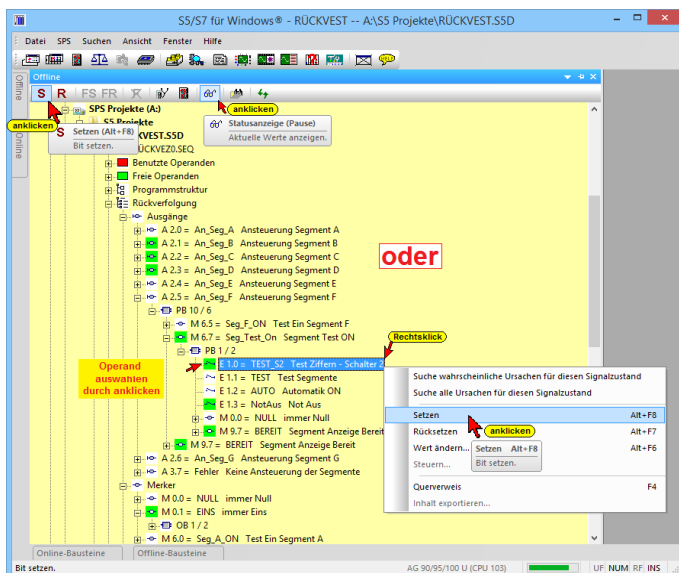 S5/S7 für Windows® - RÜCKVEST -- A:\S5 Projekte\RÜCKVEST.S5D
Datei SPS Suchen Ansicht Fenster Hilfe
Offline
Offline
Online
S R FS FR
anklicken
anklicken
S Setzen (Alt+F8)
Bit setzen.
Statusanzeige (Pause)
Aktuelle Werte anzeigen.
SPS Projekte (A:)
S5 Projekte
KVEST.S5D
ÜCKVEZ0.SEQ
Benutzte Operanden
Freie Operanden
Programmstruktur
Rückverfolgung
Ausgänge
A 2.0 = An_Seg_A Ansteuerung Segment A
A 2.1 = An_Seg_B Ansteuerung Segment B
A 2.2 = An_Seg_C Ansteuerung Segment C
A 2.3 = An_Seg_D Ansteuerung Segment D
A 2.4 = An_Seg_E Ansteuerung Segment E
A 2.5 = An_Seg_F Ansteuerung Segment F
oder
PB 10 / 6
M 6.5 = Seg_F_ON Test Ein Segment F
M 6.7 = Seg_Test_On Segment Test ON
Rechtsklick
PB 1 / 2
Operand
auswählen
durch anklicken
E 1.0 = TEST_S2 Test Ziffern - Schalter 2
E 1.1 = TEST Test Segmente
E 1.2 = AUTO Automatik ON
E 1.3 = NotAus Not Aus
M 0.0 = NULL immer Null
M 9.7 = BEREIT Segment Anzeige Bereit
M 9.7 = BEREIT Segment Anzeige Bereit
A 2.6 = An_Seg_G Ansteuerung Segment G
A 3.7 = Fehler Keine Ansteuerung der Segmente
Merker
M 0.0 = NULL immer Null
M 0.1 = EINS immer Eins
OB 1 / 2
M 6.0 = Seg_A_ON Test Ein Segment A
Suche wahrscheinliche Ursachen für diesen Signalzustand
Suche alle Ursachen für diesen Signalzustand
Setzen Alt+F8
Rücksetzen Alt+F7
anklicken
Wert ändern... Alt+F6
Setzen Alt+F8
Bit setzen.
Steuern...
Querverweis F4
Inhalt exportieren...
Online-Bausteine Offline-Bausteine
Bit setzen. AG 90/95/100 U (CPU 103) UF NUM RF INS